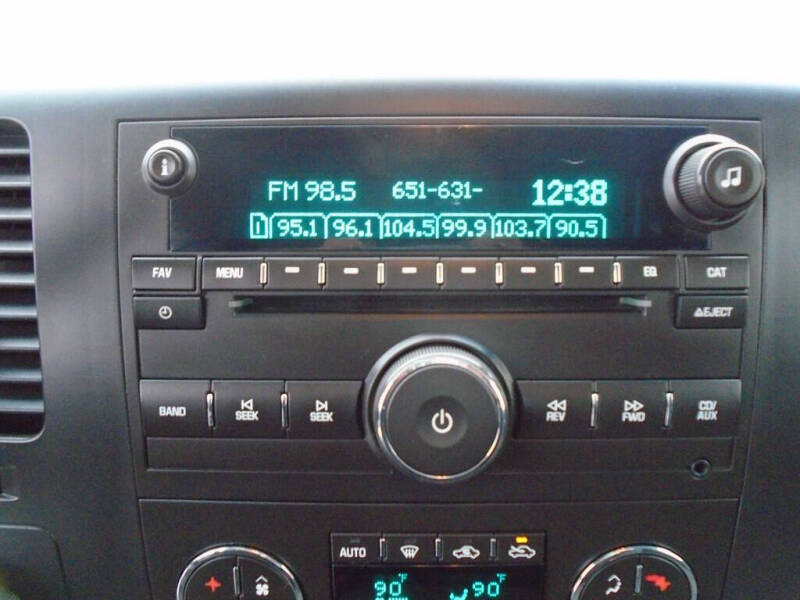 i
FM 98.5 651-631- 12:38
1 95.1 96.1 104.5 99.9 103.7 90.5
FAV MENU EQ CAT
EJECT
BAND SEEK SEEK REV FWD CD/AUX
AUTO
90°F 90°F